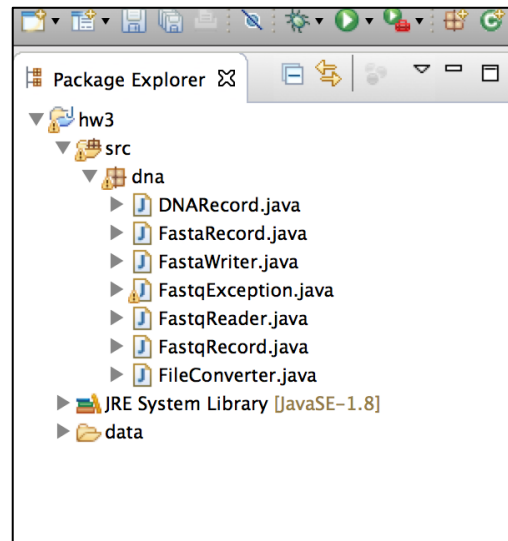 Package Explorer
hw3
src
dna
DNARecord.java
FastaRecord.java
FastaWriter.java
FastqException.java
FastqReader.java
FastqRecord.java
FileConverter.java
JRE System Library [JavaSE-1.8]
data